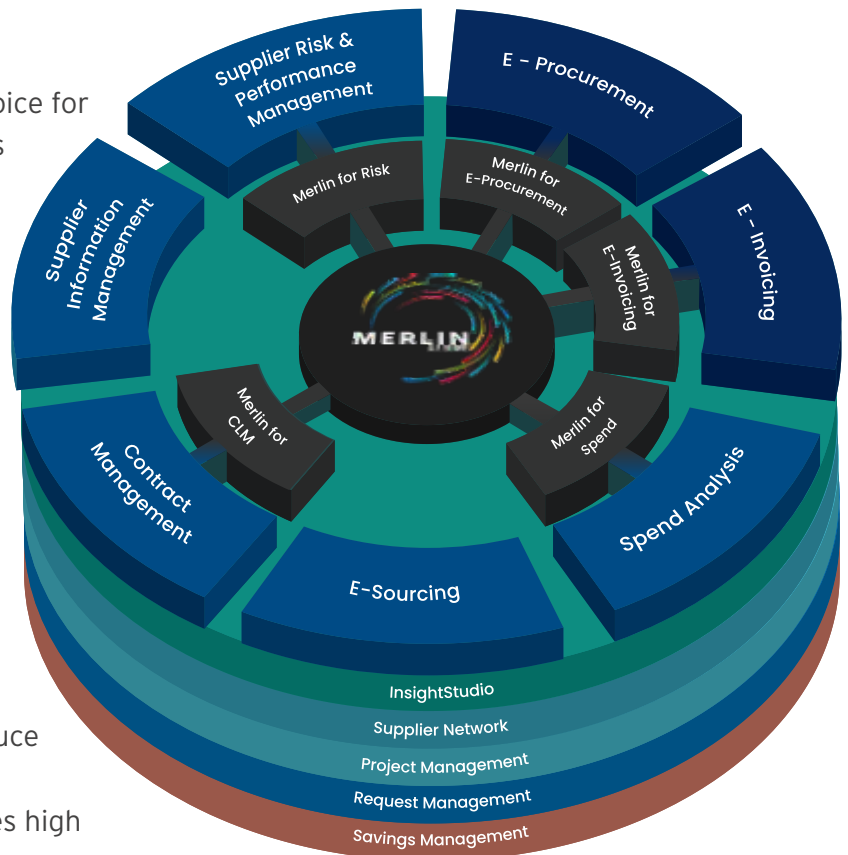 oice for
s
Supplier Risk &
Performance
Management
E - Procurement
Supplier
Information
Management
E - Invoicing
Merlin for Risk
Merlin for
E-Procurement
Merlin for
E-Invoicing
MERLIN
Merlin for
CLM
Merlin for
Spend
Contract
Management
Spend Analysis
E-Sourcing
InsightStudio
Supplier Network
Project Management
Request Management
Savings Management
uce
es high